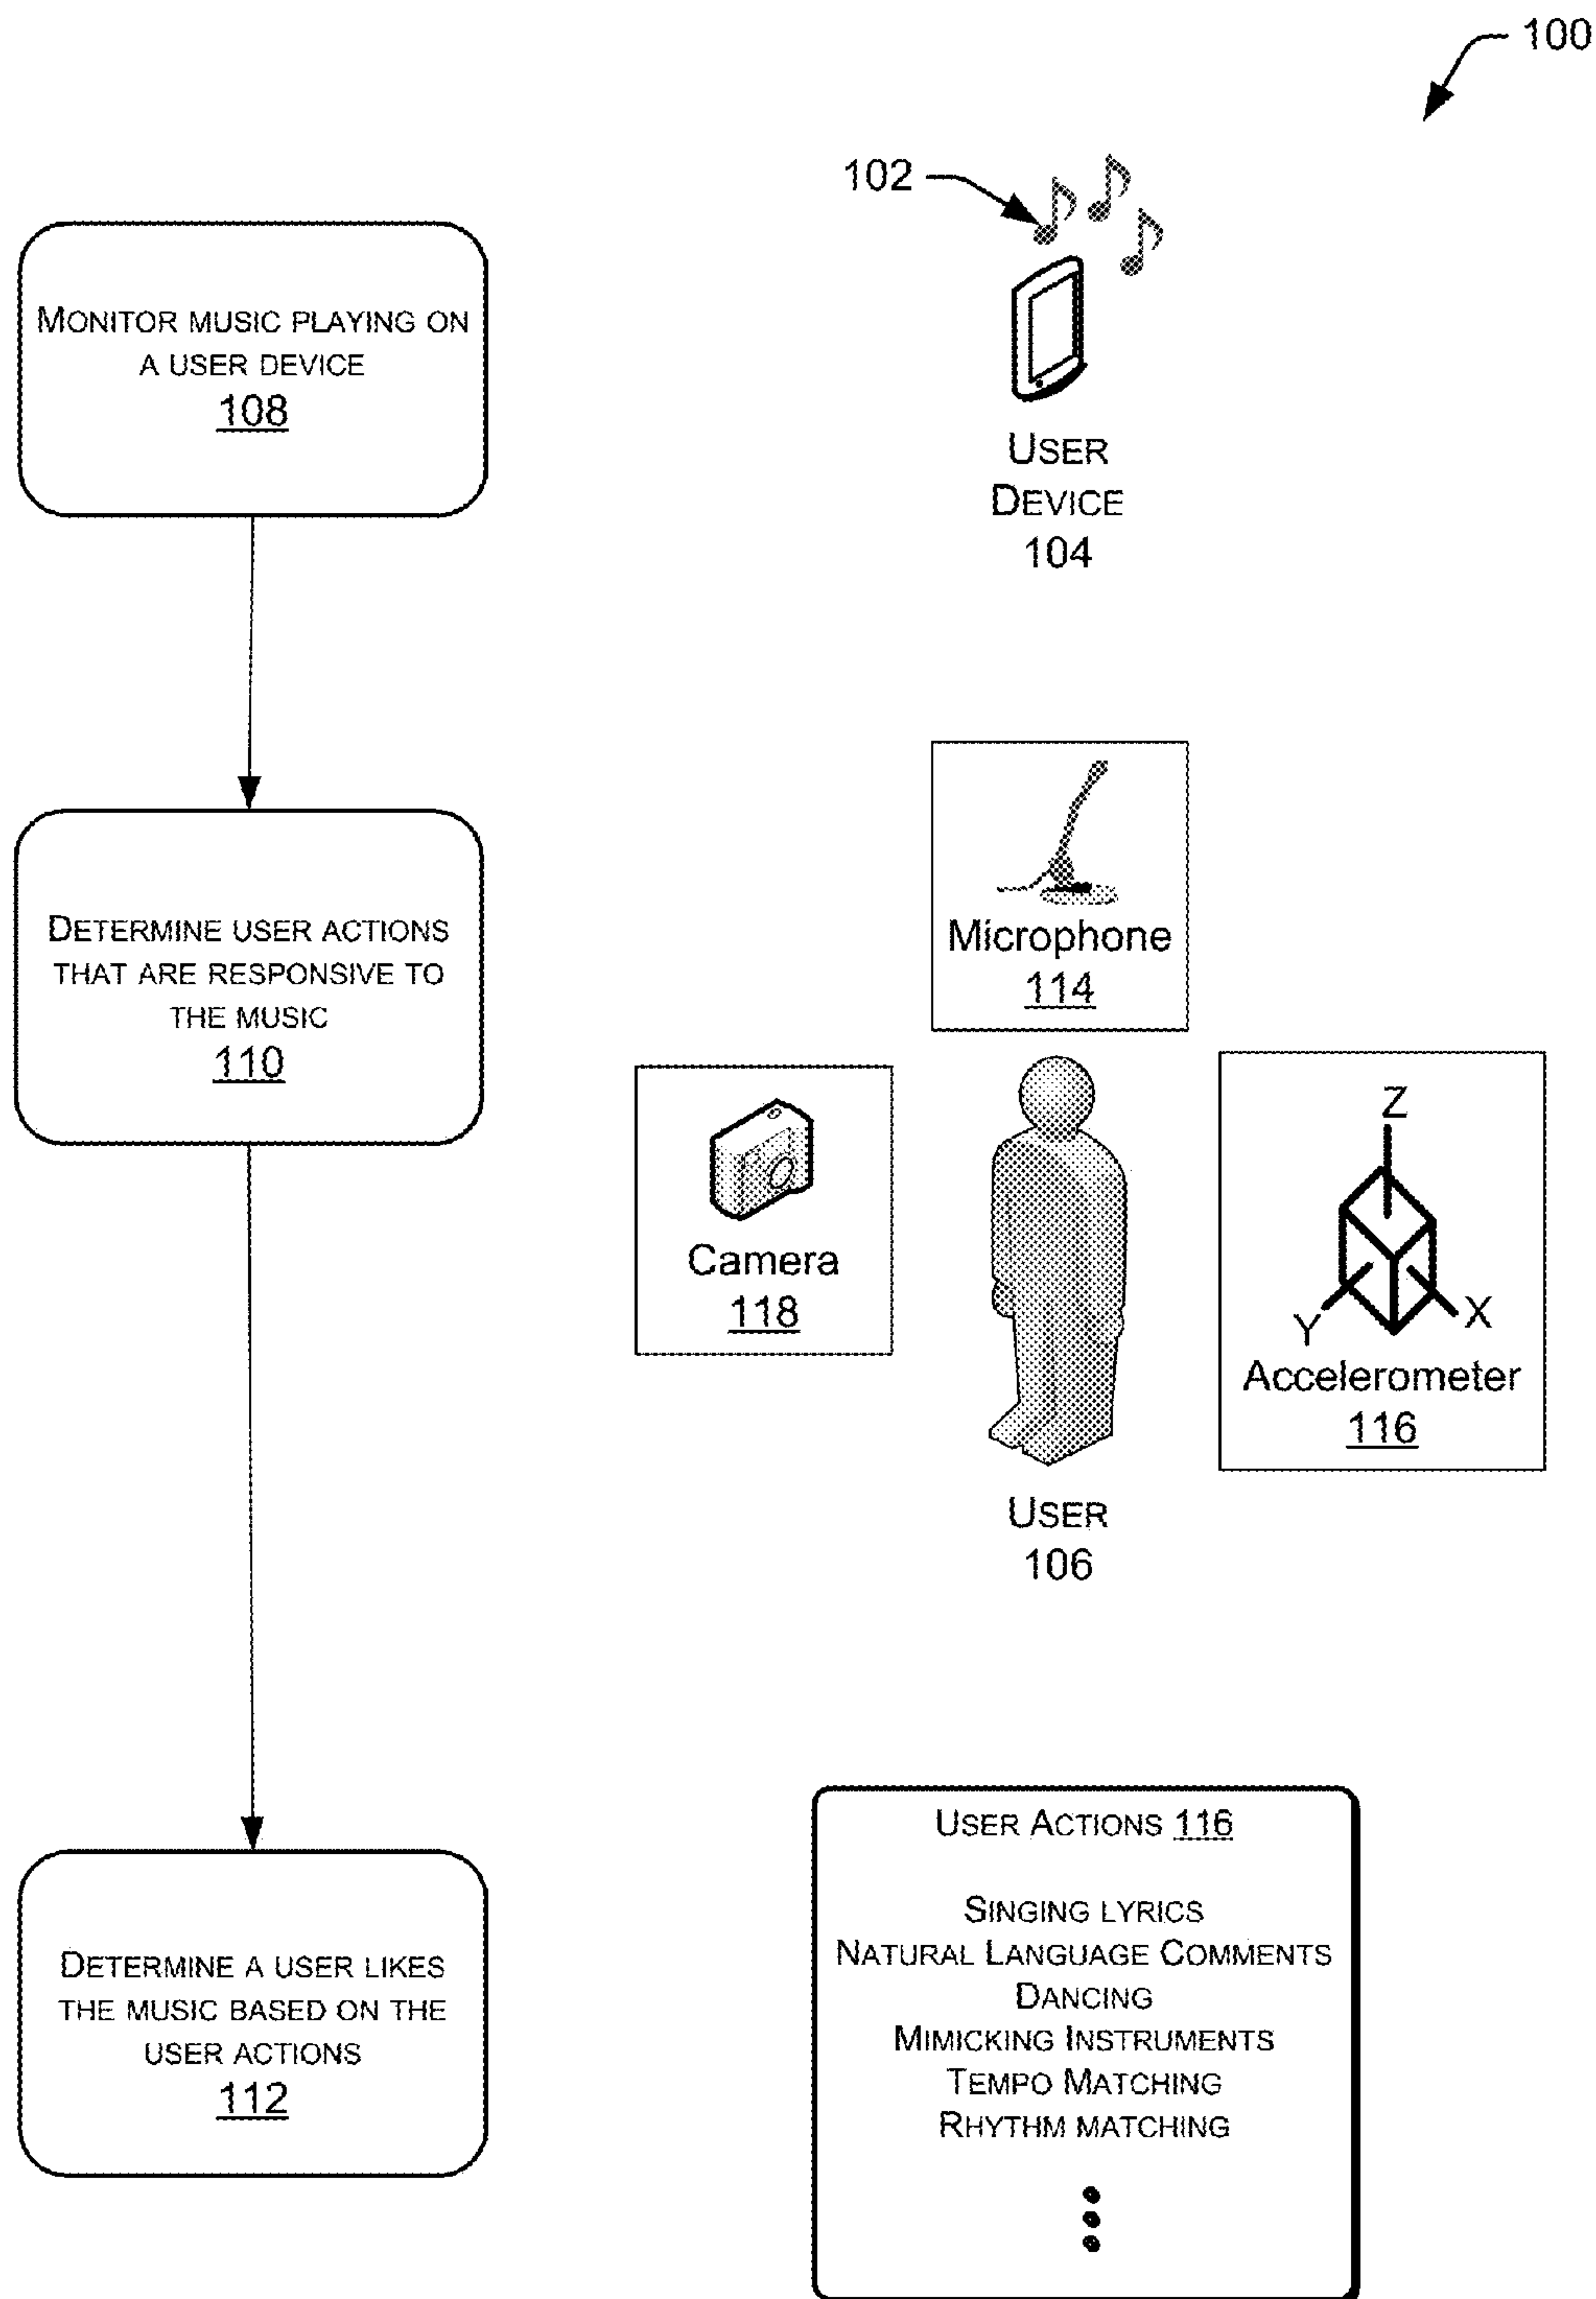 100
102
MONITOR MUSIC PLAYING ON
A USER DEVICE
108
USER
DEVICE
104
DETERMINE USER ACTIONS
THAT ARE RESPONSIVE TO
THE MUSIC
110
Microphone
114
Camera
118
Z
Y
X
Accelerometer
116
USER
106
DETERMINE A USER LIKES
THE MUSIC BASED ON THE
USER ACTIONS
112
USER ACTIONS 116
SINGING LYRICS
NATURAL LANGUAGE COMMENTS
DANCING
MIMICKING INSTRUMENTS
TEMPO MATCHING
RHYTHM MATCHING